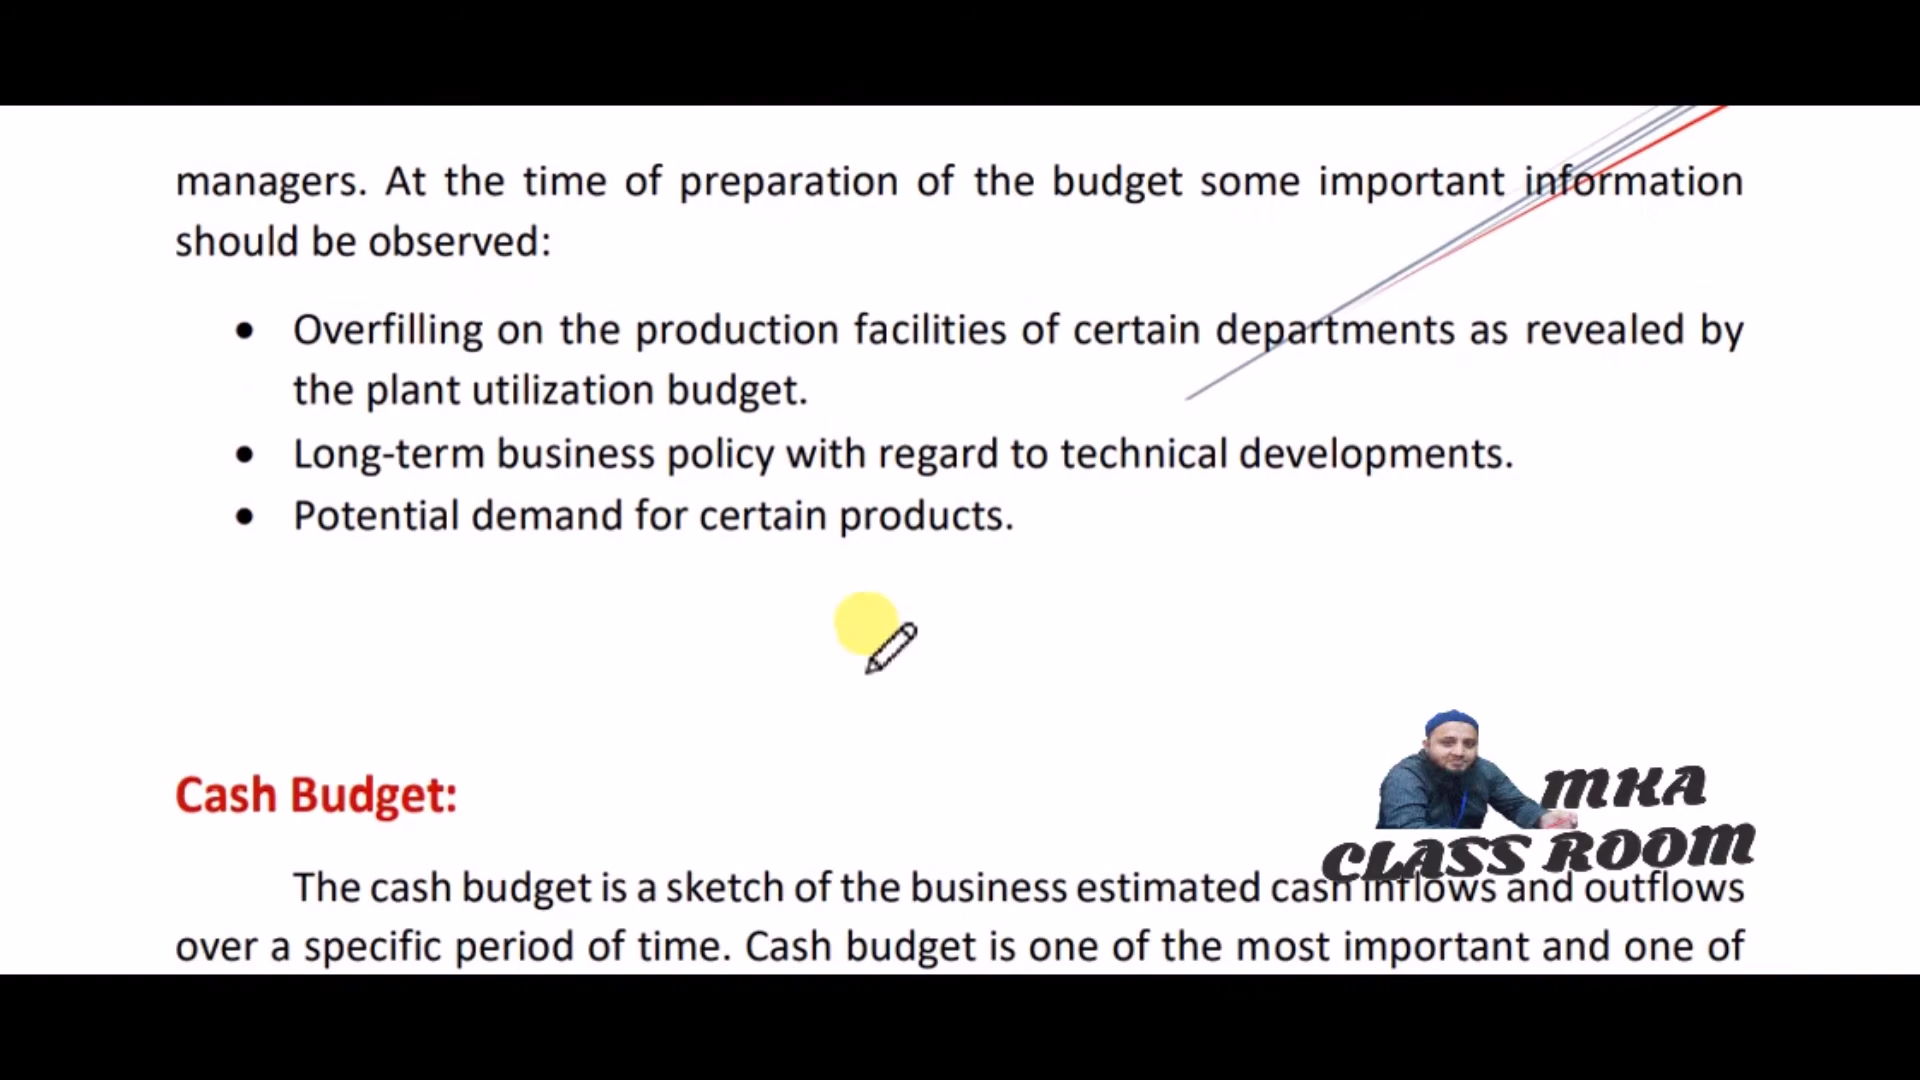 managers. At the time of preparation of the budget some important information
should be observed:
• Overfilling on the production facilities of certain departments as revealed by
the plant utilization budget.
• Long-term business policy with regard to technical developments.
• Potential demand for certain products.
Cash Budget:
MKA
CLASS ROOM
The cash budget is a sketch of the business estimated cash inflows and outflows
over a specific period of time. Cash budget is one of the most important and one of